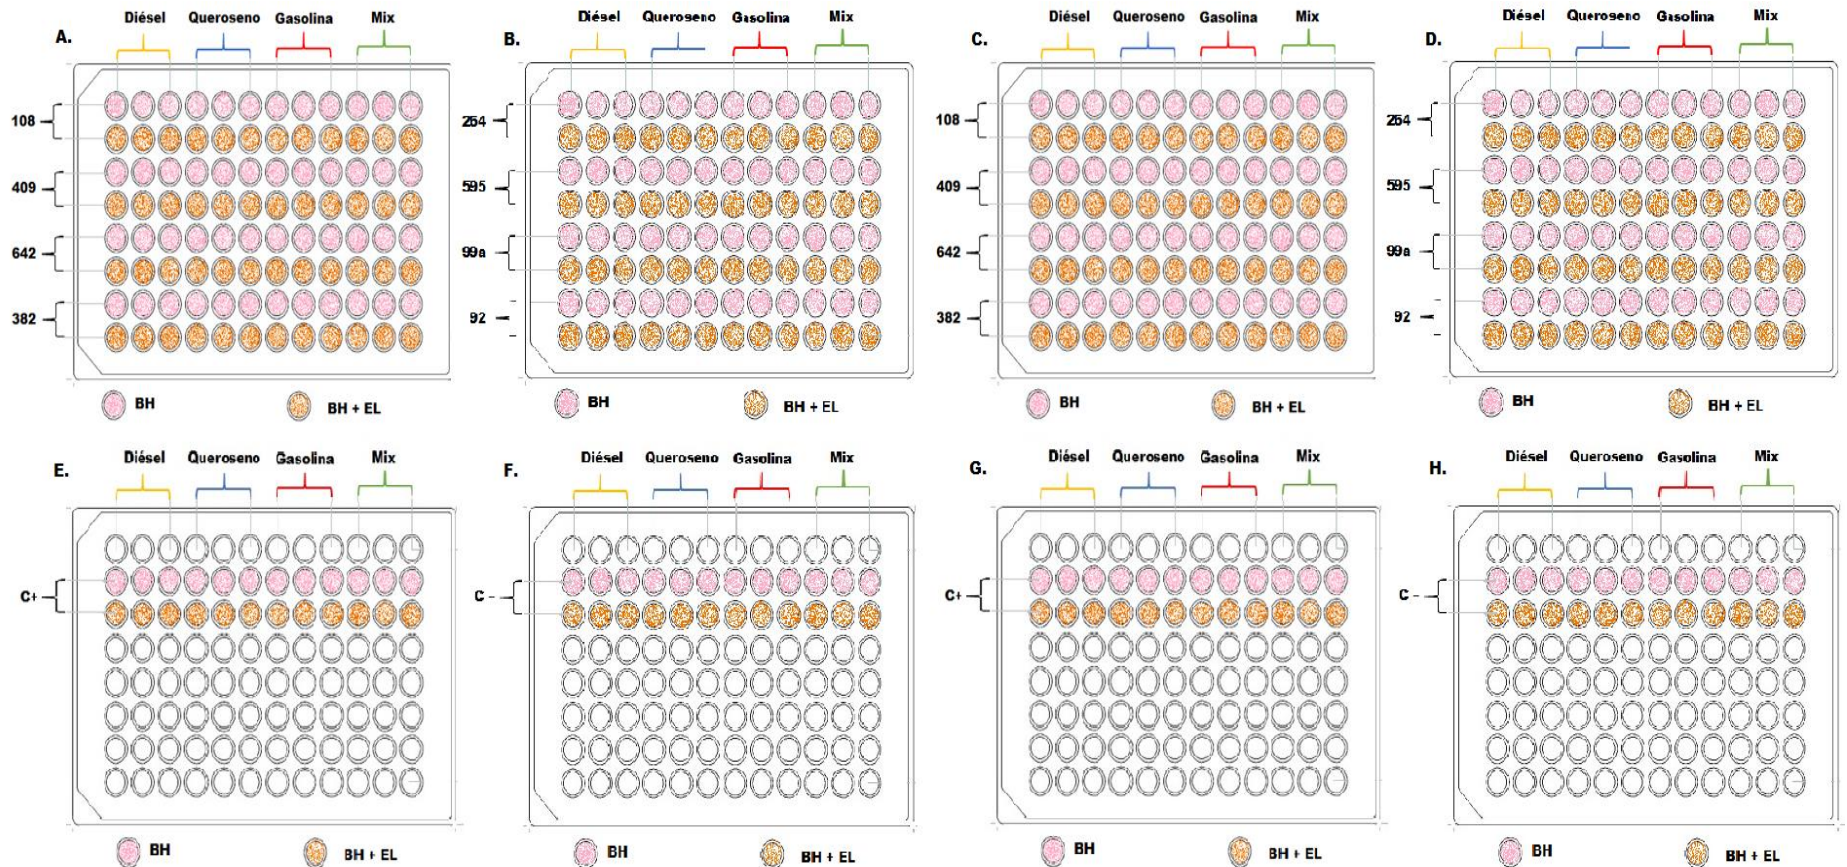 A.
Diésel Queroseno Gasolina Mix
108
409
642
382
BH BH + EL
B.
Diésel Queroseno Gasolina Mix
264
595
99a
92
BH BH + EL
C.
Diésel Queroseno Gasolina Mix
108
409
642
382
BH BH + EL
D.
Diésel Queroseno Gasolina Mix
264
595
99a
92
BH BH + EL
E.
Diésel Queroseno Gasolina Mix
C+
BH BH + EL
F.
Diésel Queroseno Gasolina Mix
C -
BH BH + EL
G.
Diésel Queroseno Gasolina Mix
C+
BH BH + EL
H.
Diésel Queroseno Gasolina Mix
C -
BH BH + EL